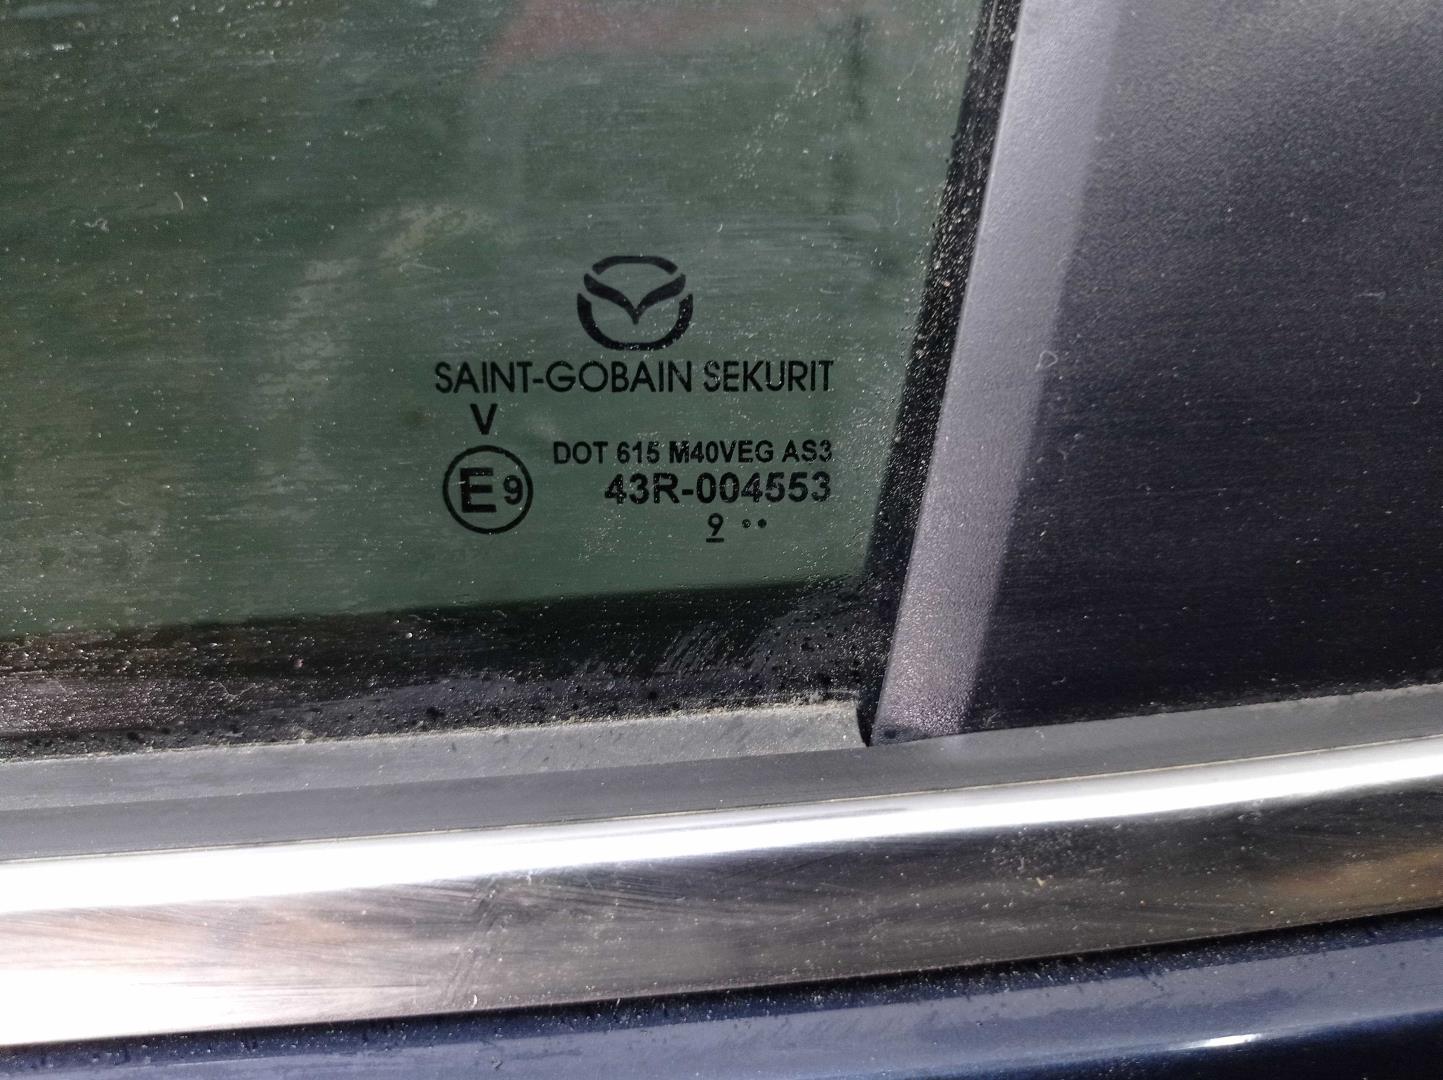 SAINT-GOBAIN SEKURIT
V
DOT 615 M40VEG AS3
E9 43R-004553
9 ..